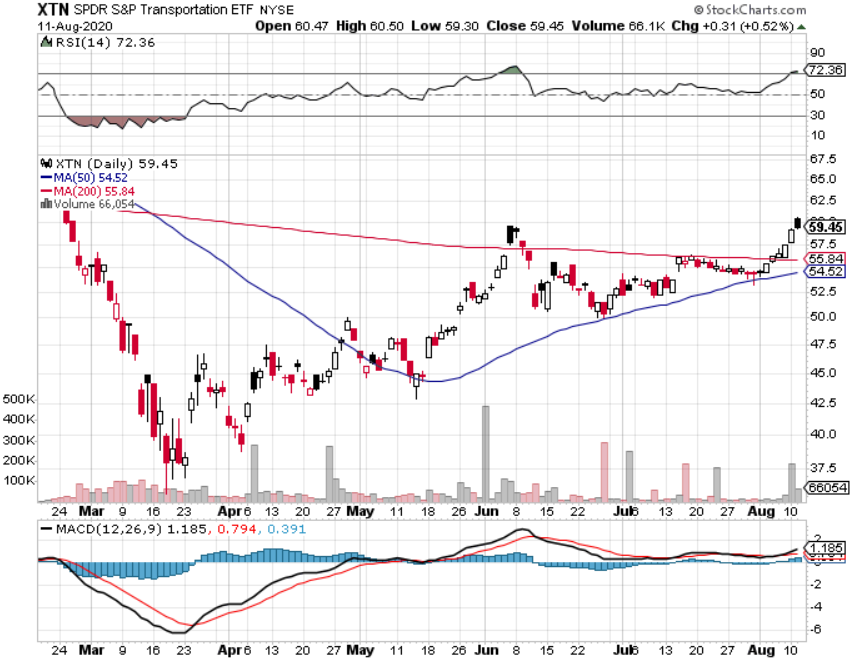 XTN SPDR S&P Transportation ETF NYSE © StockCharts.com
11-Aug-2020 Open 60.47 High 60.50 Low 59.30 Close 59.45 Volume 66.1K Chg +0.31 (+0.52%)
RSI(14) 72.36
90
72.36
50
30
10
XTN (Daily) 59.45
MA(50) 54.52
MA(200) 55.84
Volume 66,054
67.5
65.0
62.5
59.45
57.5
55.84
54.52
52.5
50.0
47.5
45.0
42.5
40.0
37.5
66054
500K
400K
300K
200K
100K
24 Mar 9 16 23 Apr 6 13 20 27 May 11 18 26 Jun 8 15 22 Jul 6 13 20 27 Aug 10
MACD(12,26,9) 1.185, 0.794, 0.391
2
1.185
-2
-4
-6
24 Mar 9 16 23 Apr 6 13 20 27 May 11 18 26 Jun 8 15 22 Jul 6 13 20 27 Aug 10